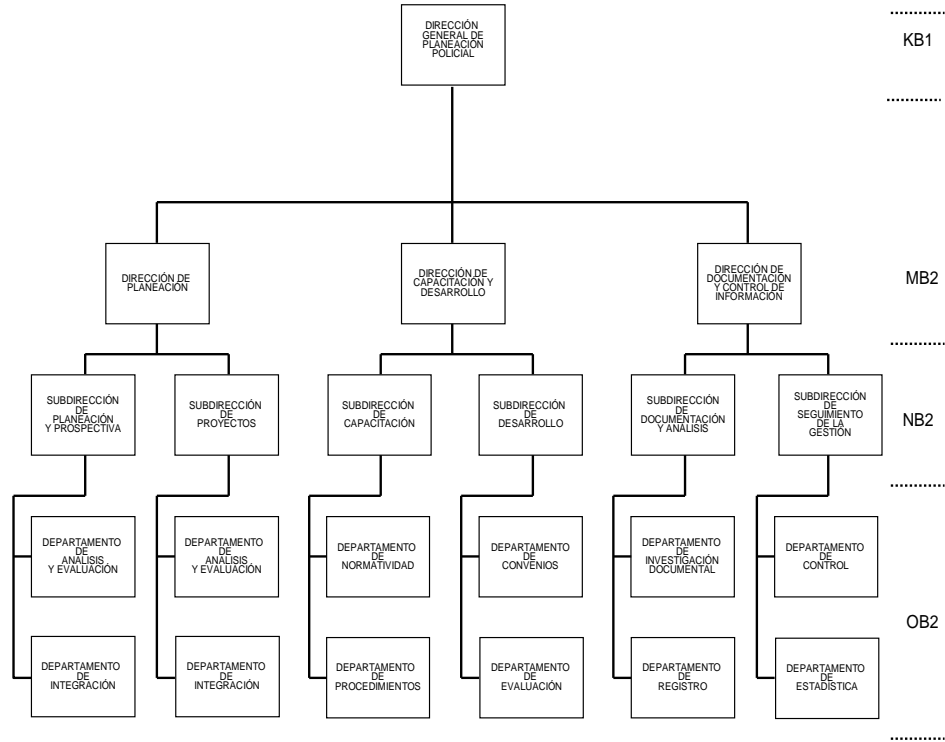 DIRECCIÓN
GENERAL DE
PLANEACIÓN
POLICIAL
KB1
DIRECCIÓN DE
PLANEACIÓN
DIRECCIÓN DE
CAPACITACIÓN Y
DESARROLLO
DIRECCIÓN DE
DOCUMENTACIÓN
Y CONTROL DE
INFORMACIÓN
MB2
SUBDIRECCIÓN
DE
PLANEACIÓN
Y PROSPECTIVA
SUBDIRECCIÓN
DE
PROYECTOS
SUBDIRECCIÓN
DE
CAPACITACIÓN
SUBDIRECCIÓN
DE
DESARROLLO
SUBDIRECCIÓN
DE
DOCUMENTACIÓN
Y ANÁLISIS
SUBDIRECCIÓN
DE
SEGUIMIENTO
DE LA
GESTIÓN
NB2
DEPARTAMENTO
DE
ANÁLISIS
Y EVALUACIÓN
DEPARTAMENTO
DE
ANÁLISIS
Y EVALUACIÓN
DEPARTAMENTO
DE
NORMATIVIDAD
DEPARTAMENTO
DE
CONVENIOS
DEPARTAMENTO
DE
INVESTIGACIÓN
DOCUMENTAL
DEPARTAMENTO
DE
CONTROL
OB2
DEPARTAMENTO
DE
INTEGRACIÓN
DEPARTAMENTO
DE
INTEGRACIÓN
DEPARTAMENTO
DE
PROCEDIMIENTOS
DEPARTAMENTO
DE
EVALUACIÓN
DEPARTAMENTO
DE
REGISTRO
DEPARTAMENTO
DE
ESTADÍSTICA